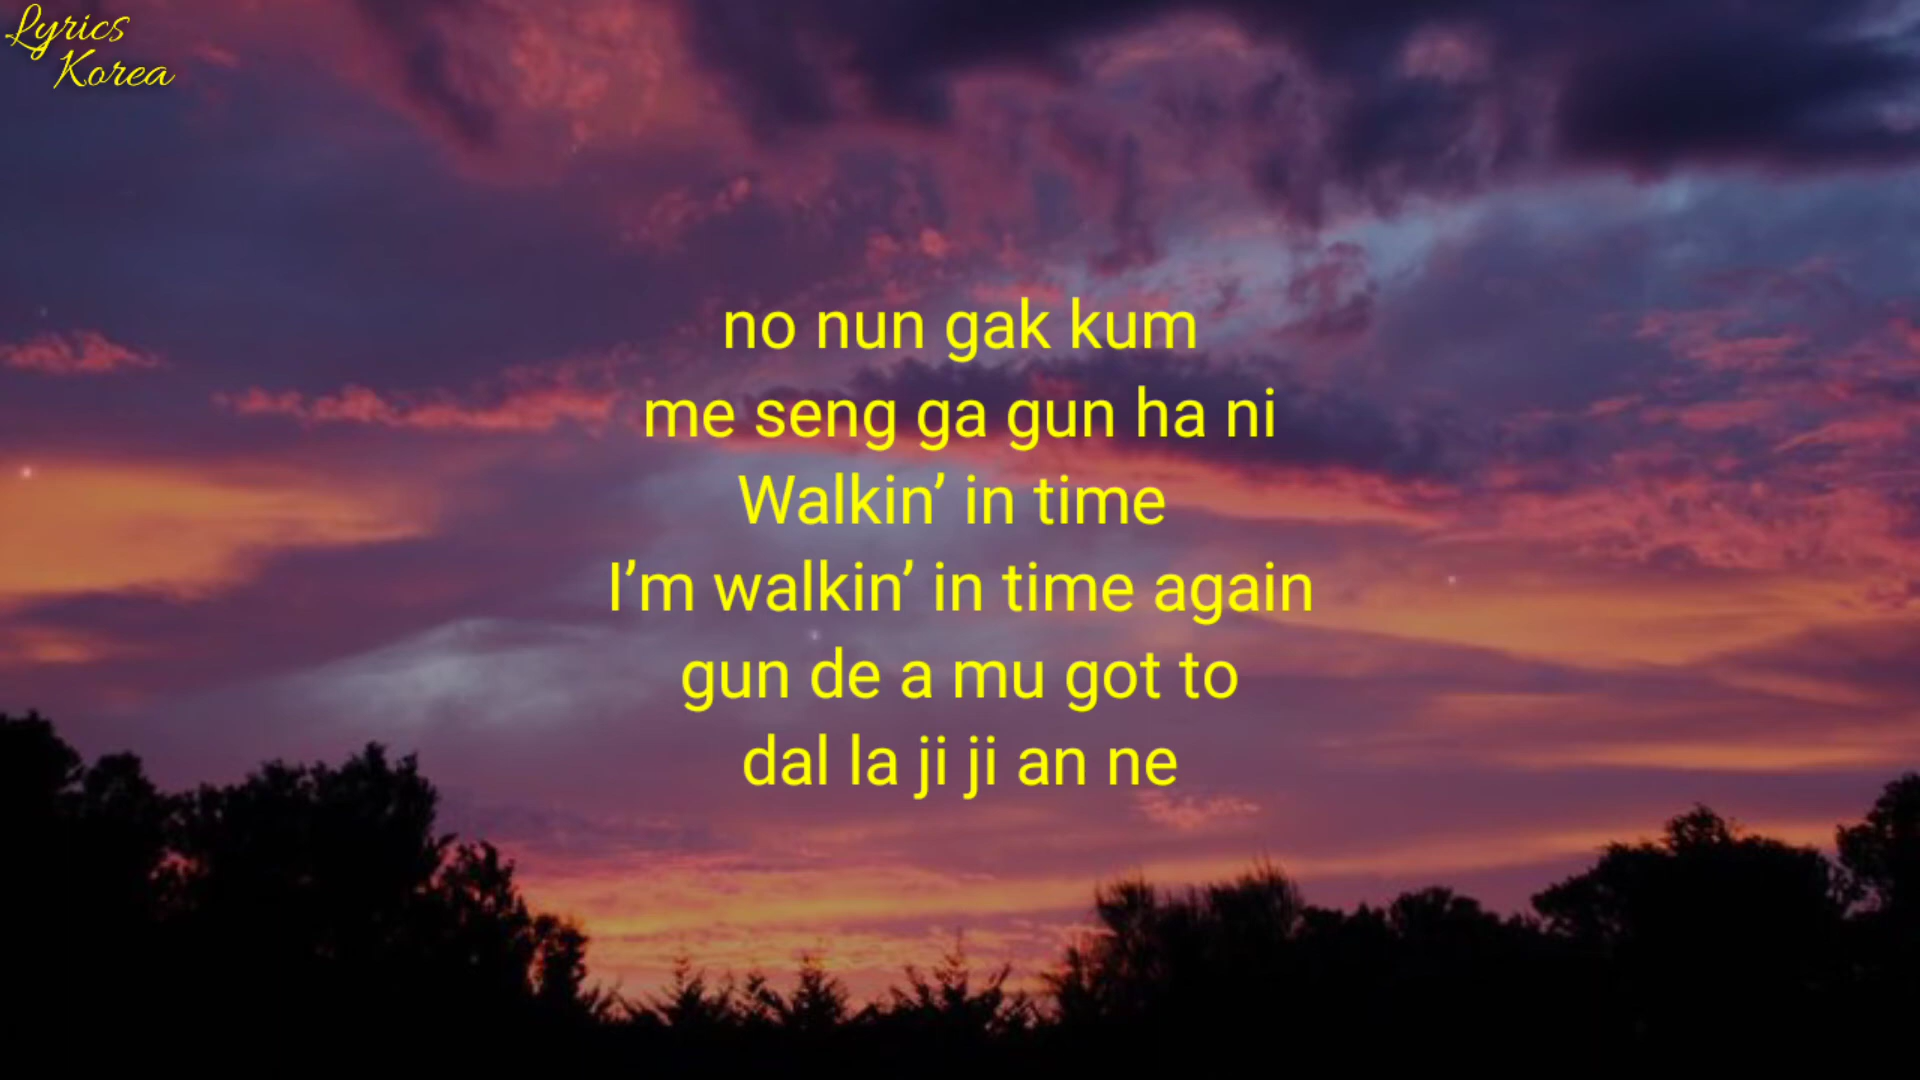 Lyrics
Korea
no nun gak kum
me seng ga gun ha ni
Walkin’ in time
I’m walkin’ in time again
gun de a mu got to
dal la ji ji an ne